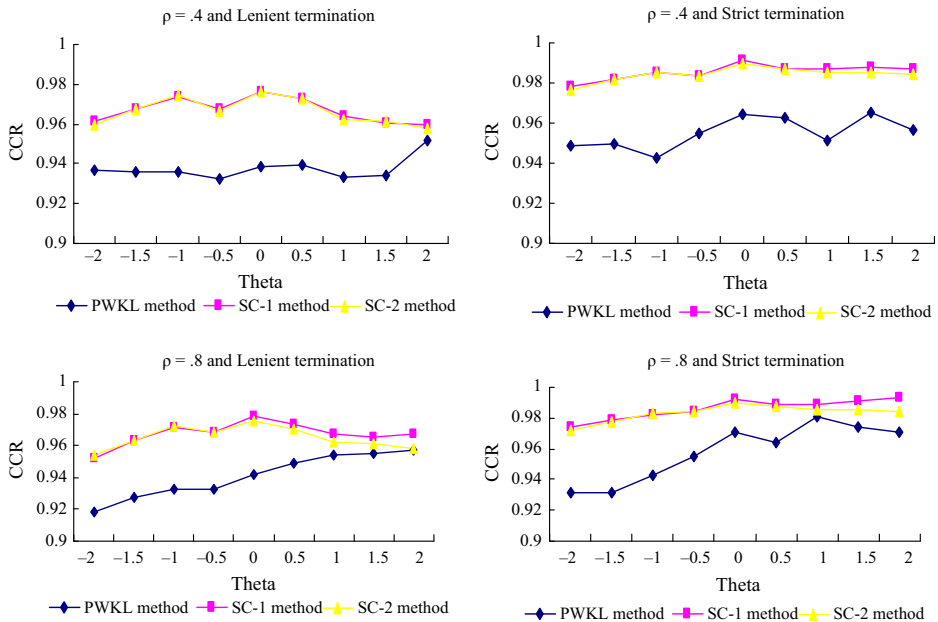 ρ = .4 and Lenient termination
1
0.98
0.96
0.94
0.92
0.9
CCR
–2 –1.5 –1 –0.5 0 0.5 1 1.5 2
Theta
PWKL method SC-1 method SC-2 method
ρ = .4 and Strict termination
1
0.98
0.96
0.94
0.92
0.9
CCR
–2 –1.5 –1 –0.5 0 0.5 1 1.5 2
Theta
PWKL method SC-1 method SC-2 method
ρ = .8 and Lenient termination
1
0.98
0.96
0.94
0.92
0.9
CCR
–2 –1.5 –1 –0.5 0 0.5 1 1.5 2
Theta
PWKL method SC-1 method SC-2 method
ρ = .8 and Strict termination
1
0.98
0.96
0.94
0.92
0.9
CCR
–2 –1.5 –1 –0.5 0 0.5 1 1.5 2
Theta
PWKL method SC-1 method SC-2 method